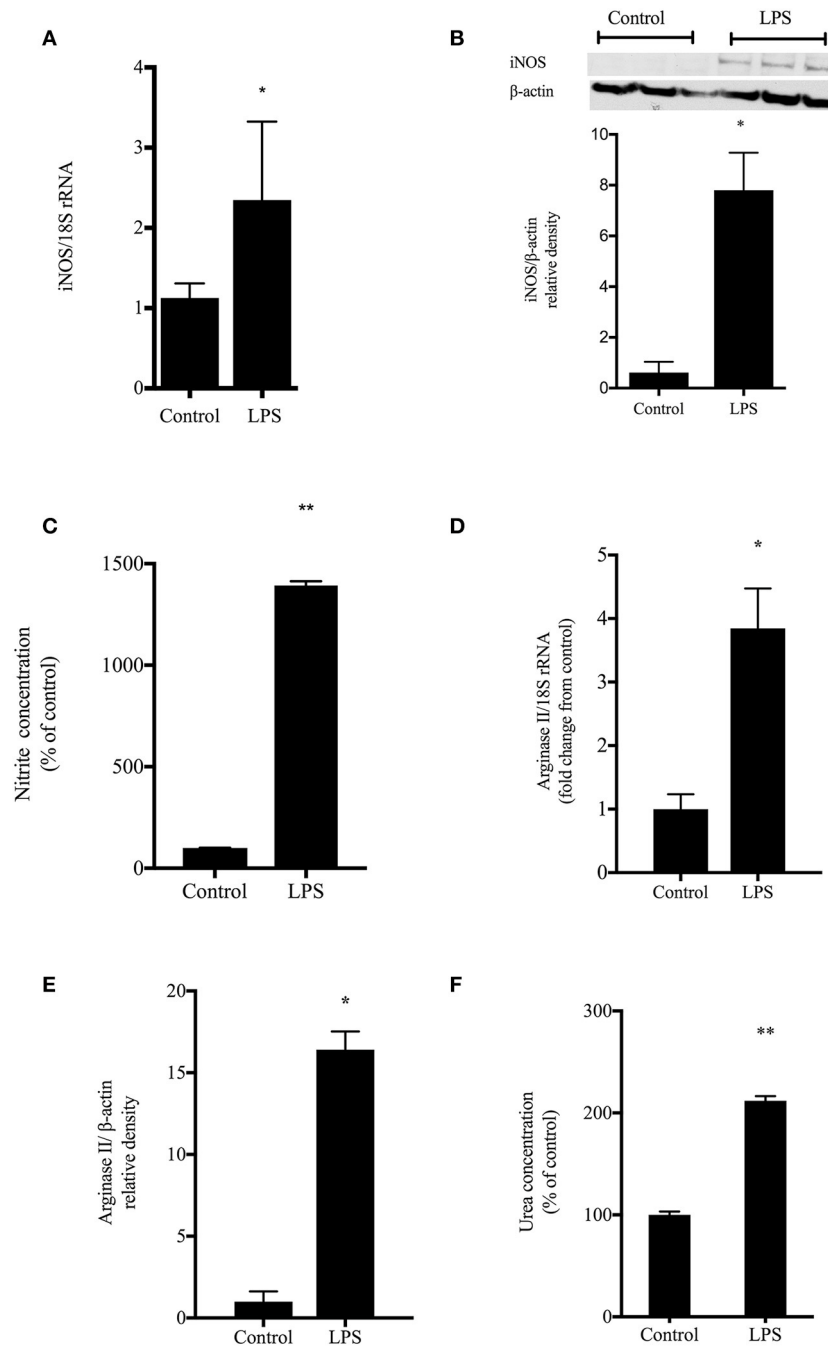 A
iNOS/18S rRNA
4
3
2
1
0
*
Control LPS
B
Control LPS
iNOS
β-actin
iNOS/β-actin
relative density
10
8
6
4
2
0
*
Control LPS
C
Nitrite concentration
(% of control)
1500
1000
500
0
**
Control LPS
D
Arginase II/18S rRNA
(fold change from control)
5
4
3
2
1
0
*
Control LPS
E
Arginase II/ β-actin
relative density
20
15
10
5
0
*
Control LPS
F
Urea concentration
(% of control)
300
200
100
0
**
Control LPS